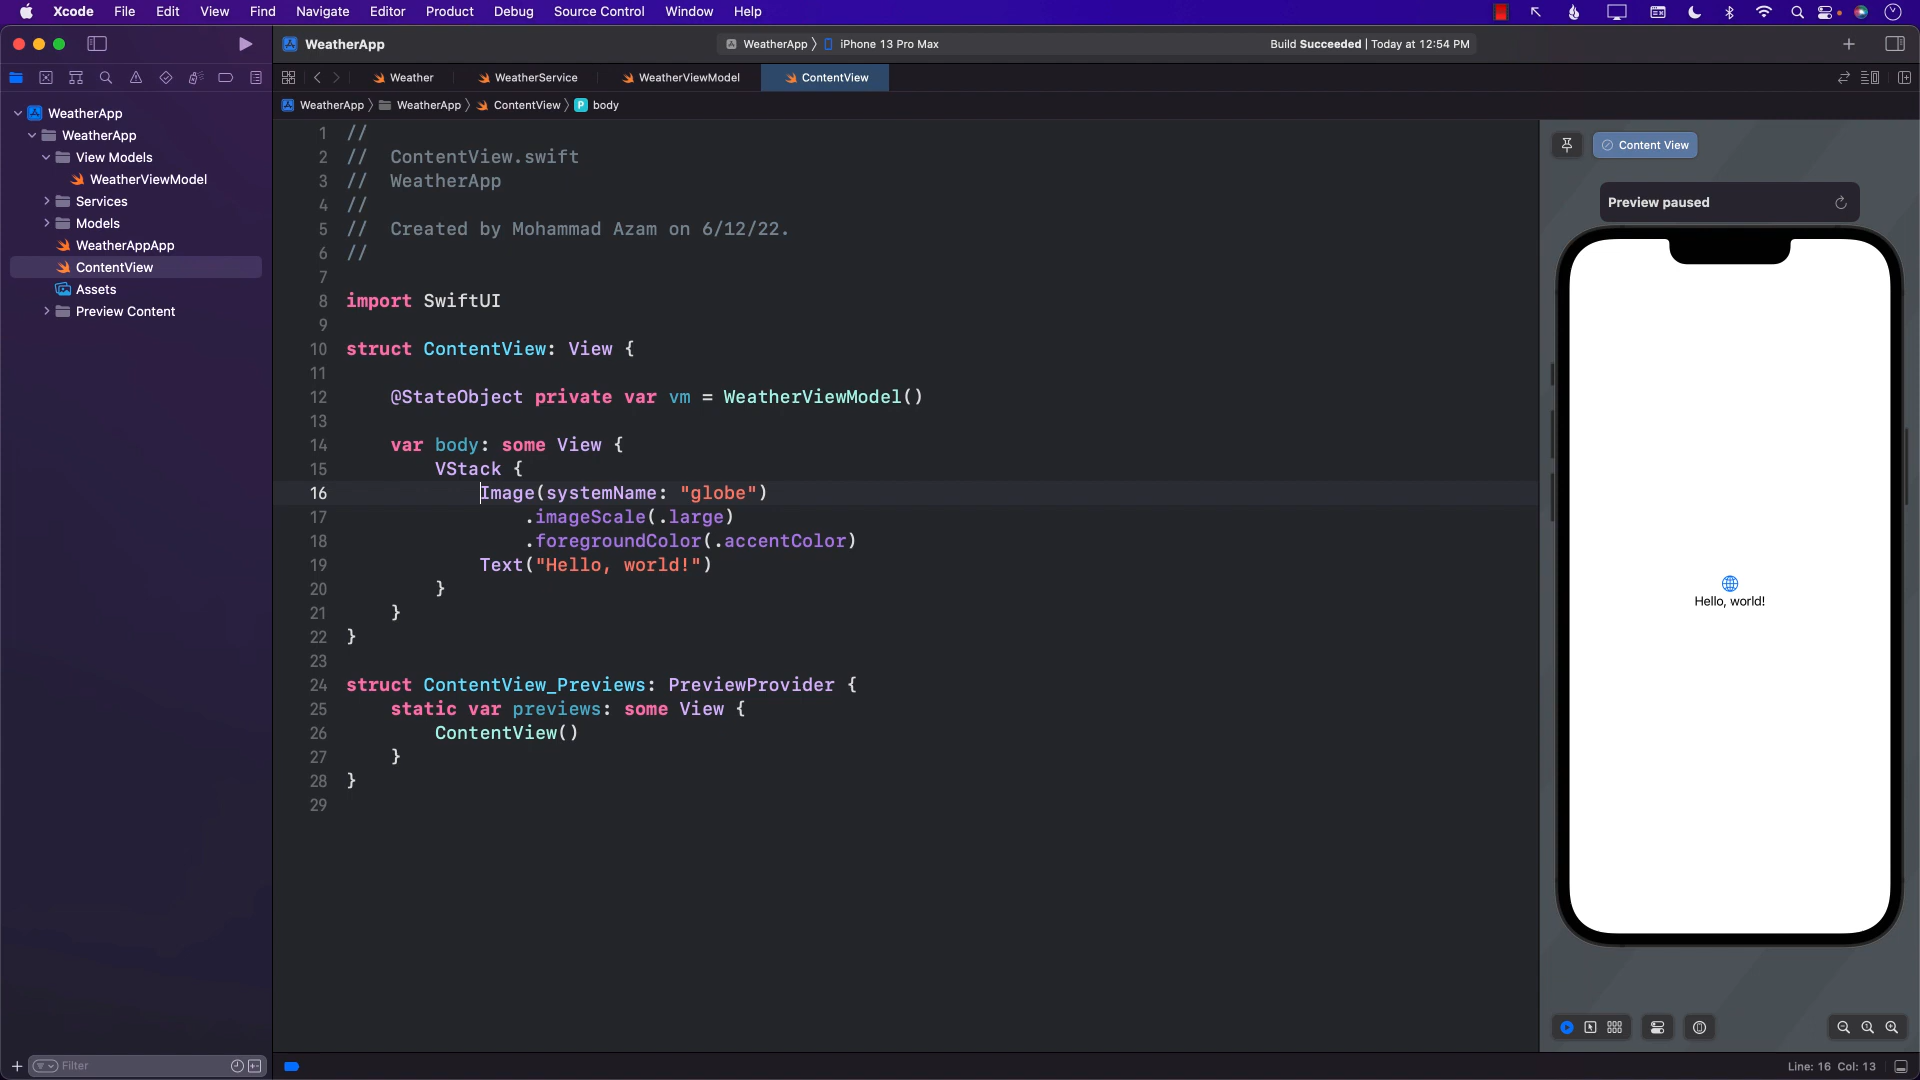 Xcode File Edit View Find Navigate Editor Product Debug Source Control Window Help
WeatherApp
WeatherApp 〉 iPhone 13 Pro Max
Build Succeeded | Today at 12:54 PM
Weather
WeatherService
WeatherViewModel
ContentView
WeatherApp 〉 WeatherApp 〉 ContentView 〉 P body
WeatherApp
WeatherApp
View Models
WeatherViewModel
Services
Models
WeatherAppApp
ContentView
Assets
Preview Content
Filter
1 //
2 //  ContentView.swift
3 //  WeatherApp
4 //
5 //  Created by Mohammad Azam on 6/12/22.
6 //
7
8 import SwiftUI
9
10 struct ContentView: View {
11
12     @StateObject private var vm = WeatherViewModel()
13
14     var body: some View {
15         VStack {
16             Image(systemName: "globe")
17                 .imageScale(.large)
18                 .foregroundColor(.accentColor)
19             Text("Hello, world!")
20         }
21     }
22 }
23
24 struct ContentView_Previews: PreviewProvider {
25     static var previews: some View {
26         ContentView()
27     }
28 }
29
Content View
Preview paused
Hello, world!
Line: 16 Col: 13